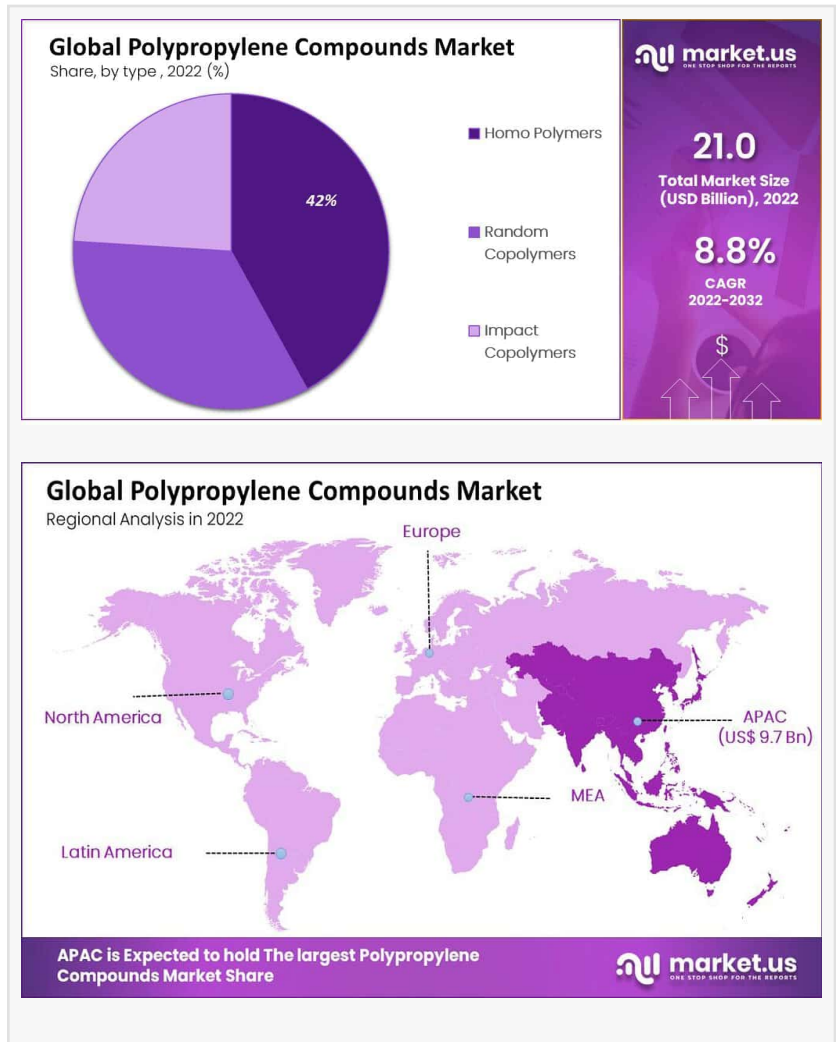 Global Polypropylene Compounds Market
Share, by type , 2022 (%)
42%
Homo Polymers
Random
Copolymers
Impact
Copolymers
market.us
ONE STOP SHOP FOR THE REPORTS
21.0
Total Market Size
(USD Billion), 2022
8.8%
CAGR
2022-2032
$
Global Polypropylene Compounds Market
Regional Analysis in 2022
Europe
North America
APAC
(US$ 9.7 Bn)
MEA
Latin America
APAC is Expected to hold The largest Polypropylene
Compounds Market Share
market.us
ONE STOP SHOP FOR THE REPORTS